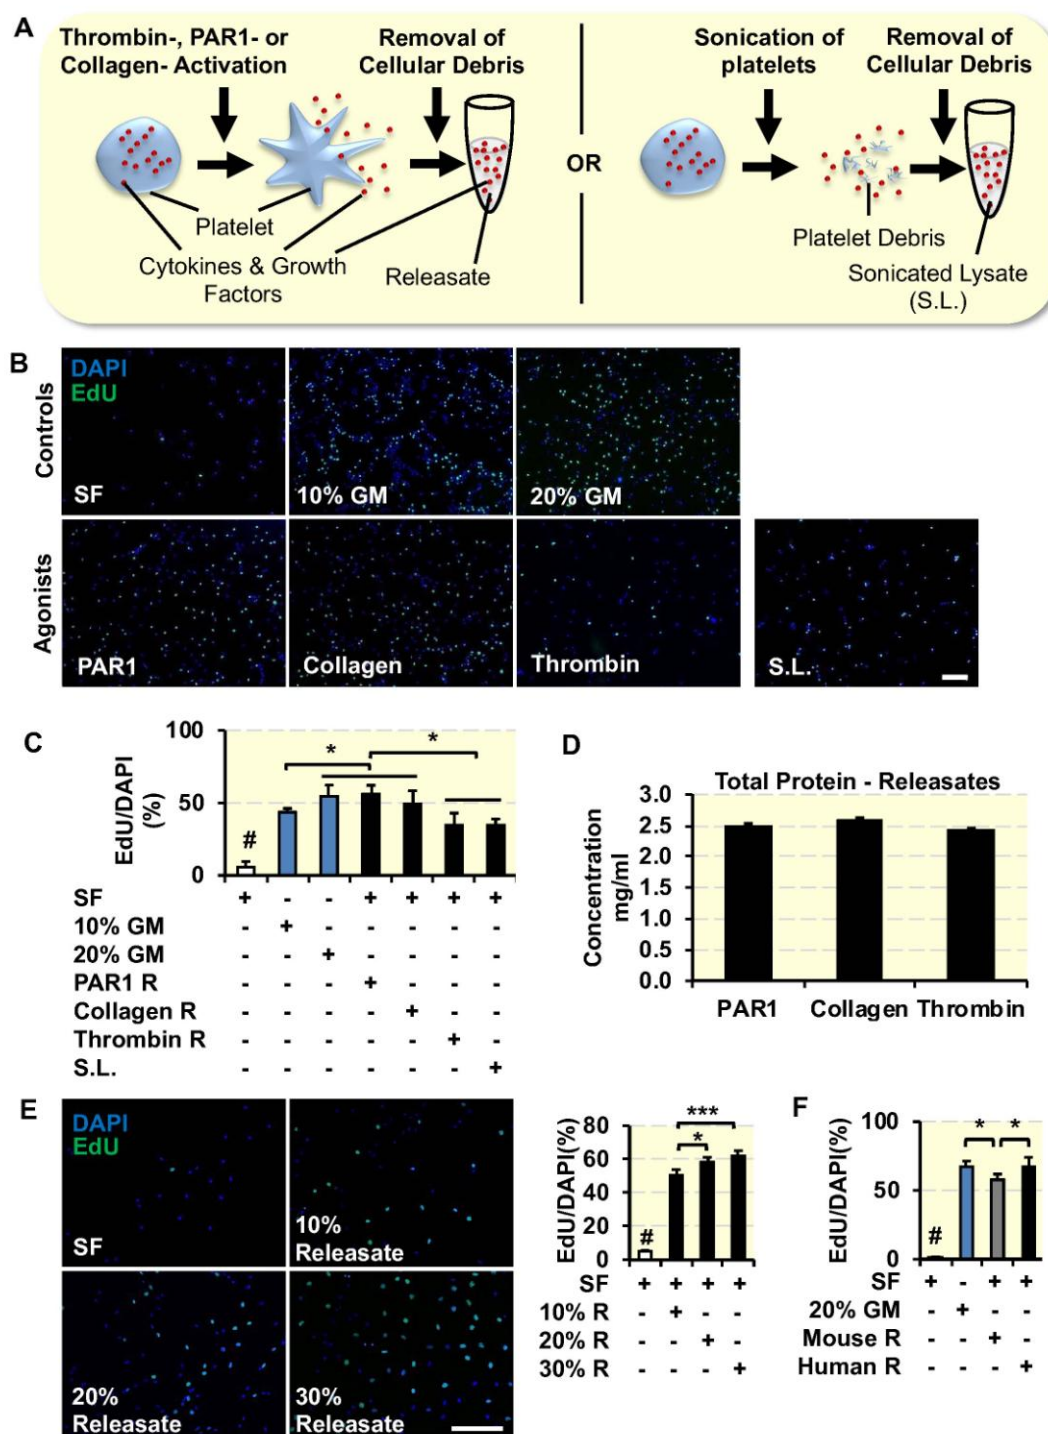 A
Thrombin-, PAR1- or
Collagen- Activation
Removal of
Cellular Debris
Platelet
Cytokines & Growth
Factors
Releasate
OR
Sonication of
platelets
Removal of
Cellular Debris
Platelet Debris
Sonicated Lysate
(S.L.)
B
Controls
DAPI
EdU
SF
10% GM
20% GM
Agonists
PAR1
Collagen
Thrombin
S.L.
C
EdU/DAPI
(%)
100
50
0
#
*
*
SF + - - + + + +
10% GM - + - - - - -
20% GM - - + - - - -
PAR1 R - - - + - - -
Collagen R - - - - + - -
Thrombin R - - - - - + -
S.L. - - - - - - +
D
Total Protein - Releasates
Concentration
mg/ml
3.0
2.5
2.0
1.5
1.0
0.5
0.0
PAR1 Collagen Thrombin
E
DAPI
EdU
SF
10%
Releasate
20%
Releasate
30%
Releasate
EdU/DAPI(%)
80
60
40
20
0
#
***
*
SF + + + +
10% R - + - -
20% R - - + -
30% R - - - +
F
EdU/DAPI(%)
100
50
0
#
* *
SF + - + +
20% GM - + - -
Mouse R - - + -
Human R - - - +